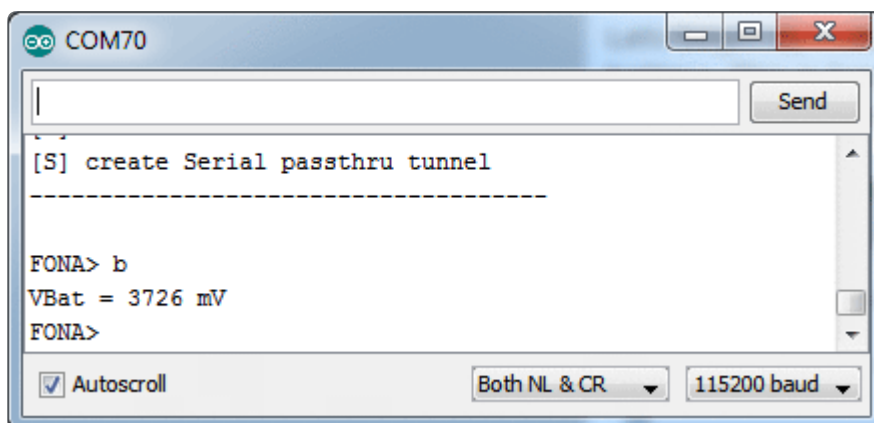 COM70
Send
[S] create Serial passthru tunnel
-------------------------------------
FONA> b
VBat = 3726 mV
FONA>
Autoscroll
Both NL & CR
115200 baud